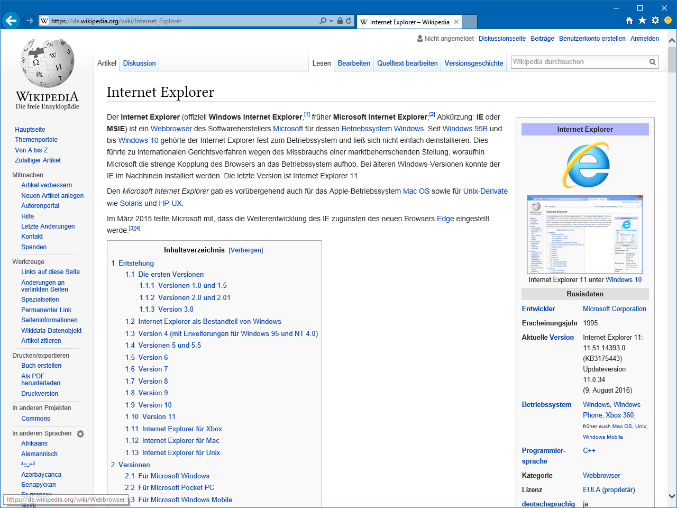 https://de.wikipedia.org/wiki/Internet_Explorer
Internet Explorer – Wikipedia
Nicht angemeldet Diskussionsseite Beiträge Benutzerkonto erstellen Anmelden
WIKIPEDIA
Die freie Enzyklopädie
Artikel Diskussion
Lesen Bearbeiten Quelltext bearbeiten Versionsgeschichte
Wikipedia durchsuchen
Hauptseite
Themenportale
Von A bis Z
Zufälliger Artikel
Mitmachen
Artikel verbessern
Neuen Artikel anlegen
Autorenportal
Hilfe
Letzte Änderungen
Kontakt
Spenden
Werkzeuge
Links auf diese Seite
Änderungen an
verlinkten Seiten
Spezialseiten
Permanenter Link
Seiteninformationen
Wikidata-Datenobjekt
Artikel zitieren
Drucken/exportieren
Buch erstellen
Als PDF
herunterladen
Druckversion
In anderen Projekten
Commons
In anderen Sprachen
Afrikaans
Alemannisch
العربية
Azərbaycanca
Беларуская
https://de.wikipedia.org/wiki/Webbrowser
Internet Explorer
Der Internet Explorer (offiziell Windows Internet Explorer,[1] früher Microsoft Internet Explorer;[2] Abkürzung: IE oder
MSIE) ist ein Webbrowser des Softwareherstellers Microsoft für dessen Betriebssystem Windows. Seit Windows 95B und
bis Windows 10 gehörte der Internet Explorer fest zum Betriebssystem und ließ sich nicht einfach deinstallieren. Dies
führte zu internationalen Gerichtsverfahren wegen des Missbrauchs einer marktbeherrschenden Stellung, woraufhin
Microsoft die strenge Kopplung des Browsers an das Betriebssystem aufhob. Bei älteren Windows-Versionen konnte der
IE im Nachhinein installiert werden. Die letzte Version ist Internet Explorer 11.
Den Microsoft Internet Explorer gab es vorübergehend auch für das Apple-Betriebssystem Mac OS sowie für Unix-Derivate
wie Solaris und HP UX.
Im März 2015 teilte Microsoft mit, dass die Weiterentwicklung des IE zugunsten des neuen Browsers Edge eingestellt
werde.[3][4]
Inhaltsverzeichnis [Verbergen]
1 Entstehung
1.1 Die ersten Versionen
1.1.1 Versionen 1.0 und 1.5
1.1.2 Versionen 2.0 und 2.01
1.1.3 Version 3.0
1.2 Internet Explorer als Bestandteil von Windows
1.3 Version 4 (mit Erweiterungen für Windows 95 und NT 4.0)
1.4 Versionen 5 und 5.5
1.5 Version 6
1.6 Version 7
1.7 Version 8
1.8 Version 9
1.9 Version 10
1.10 Version 11
1.11 Internet Explorer für Xbox
1.12 Internet Explorer für Mac
1.13 Internet Explorer für Unix
2 Versionen
2.1 Für Microsoft Windows
2.2 Für Microsoft Pocket PC
2.3 Für Microsoft Windows Mobile
Internet Explorer
Internet Explorer 11 unter Windows 10
Basisdaten
Entwickler Microsoft Corporation
Erscheinungsjahr 1995
Aktuelle Version Internet Explorer 11:
11.51.14393.0
(KB3175443)
Updateversion
11.0.34
(9. August 2016)
Betriebssystem Windows, Windows
Phone, Xbox 360,
früher auch Mac OS, Unix,
Windows Mobile
Programmier-
sprache C++
Kategorie Webbrowser
Lizenz EULA (proprietär)
deutschsprachig ja